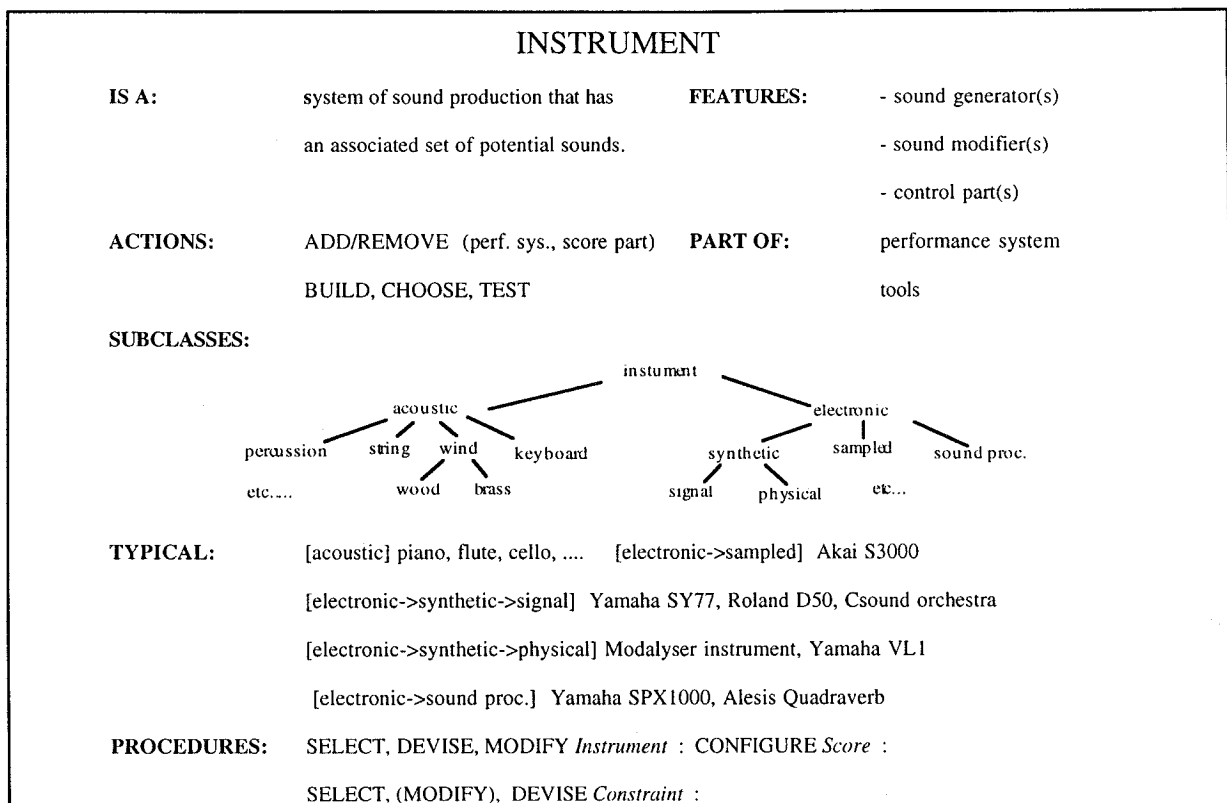 INSTRUMENT
IS A: system of sound production that has FEATURES: - sound generator(s)
an associated set of potential sounds. - sound modifier(s)
- control part(s)
ACTIONS: ADD/REMOVE (perf. sys., score part) PART OF: performance system
BUILD, CHOOSE, TEST tools
SUBCLASSES:
instument
acoustic electronic
percussion string wind keyboard synthetic sampled sound proc.
etc..... wood brass signal physical etc...
TYPICAL: [acoustic] piano, flute, cello, .... [electronic->sampled] Akai S3000
[electronic->synthetic->signal] Yamaha SY77, Roland D50, Csound orchestra
[electronic->synthetic->physical] Modalyser instrument, Yamaha VL1
[electronic->sound proc.] Yamaha SPX1000, Alesis Quadraverb
PROCEDURES: SELECT, DEVISE, MODIFY Instrument : CONFIGURE Score :
SELECT, (MODIFY), DEVISE Constraint :